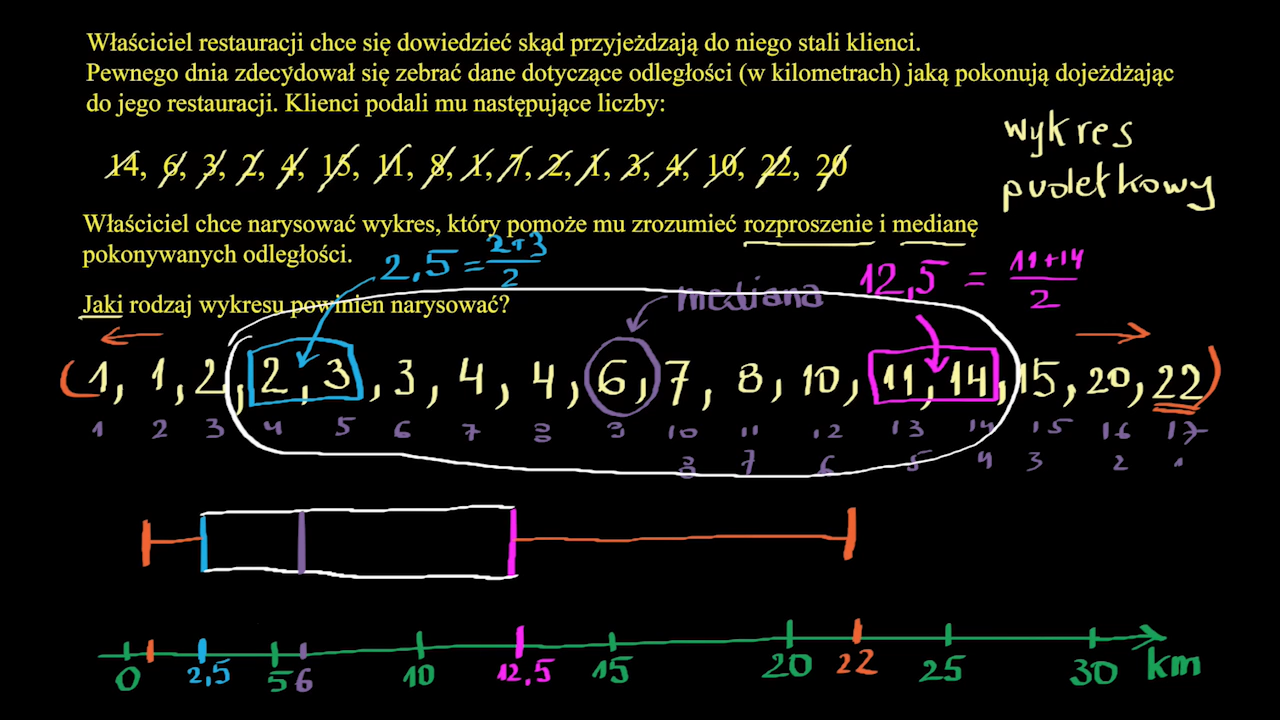 Właściciel restauracji chce się dowiedzieć skąd przyjeżdzają do niego stali klienci.
Pewnego dnia zdecydował się zebrać dane dotyczące odległości (w kilometrach) jaką pokonują dojeżdżając
do jego restauracji. Klienci podali mu następujące liczby:
wykres
pudełkowy
14, 6, 3, 2, 4, 15, 11, 8, 1, 7, 2, 1, 3, 4, 10, 22, 20
Właściciel chce narysować wykres, który pomoże mu zrozumieć rozproszenie i medianę
pokonywanych odległości.
2,5 = 2+3/2
12,5 = 11+14/2
mediana
Jaki rodzaj wykresu powinien narysować?
(1, 1, 2, 2, 3, 3, 4, 4, 6, 7, 8, 10, 11, 14, 15, 20, 22)
1 2 3 4 5 6 7 8 9 10 11 12 13 14 15 16 17
8 7 6 5 4 3 2 1
0 2,5 5 6 10 12,5 15 20 22 25 30 km